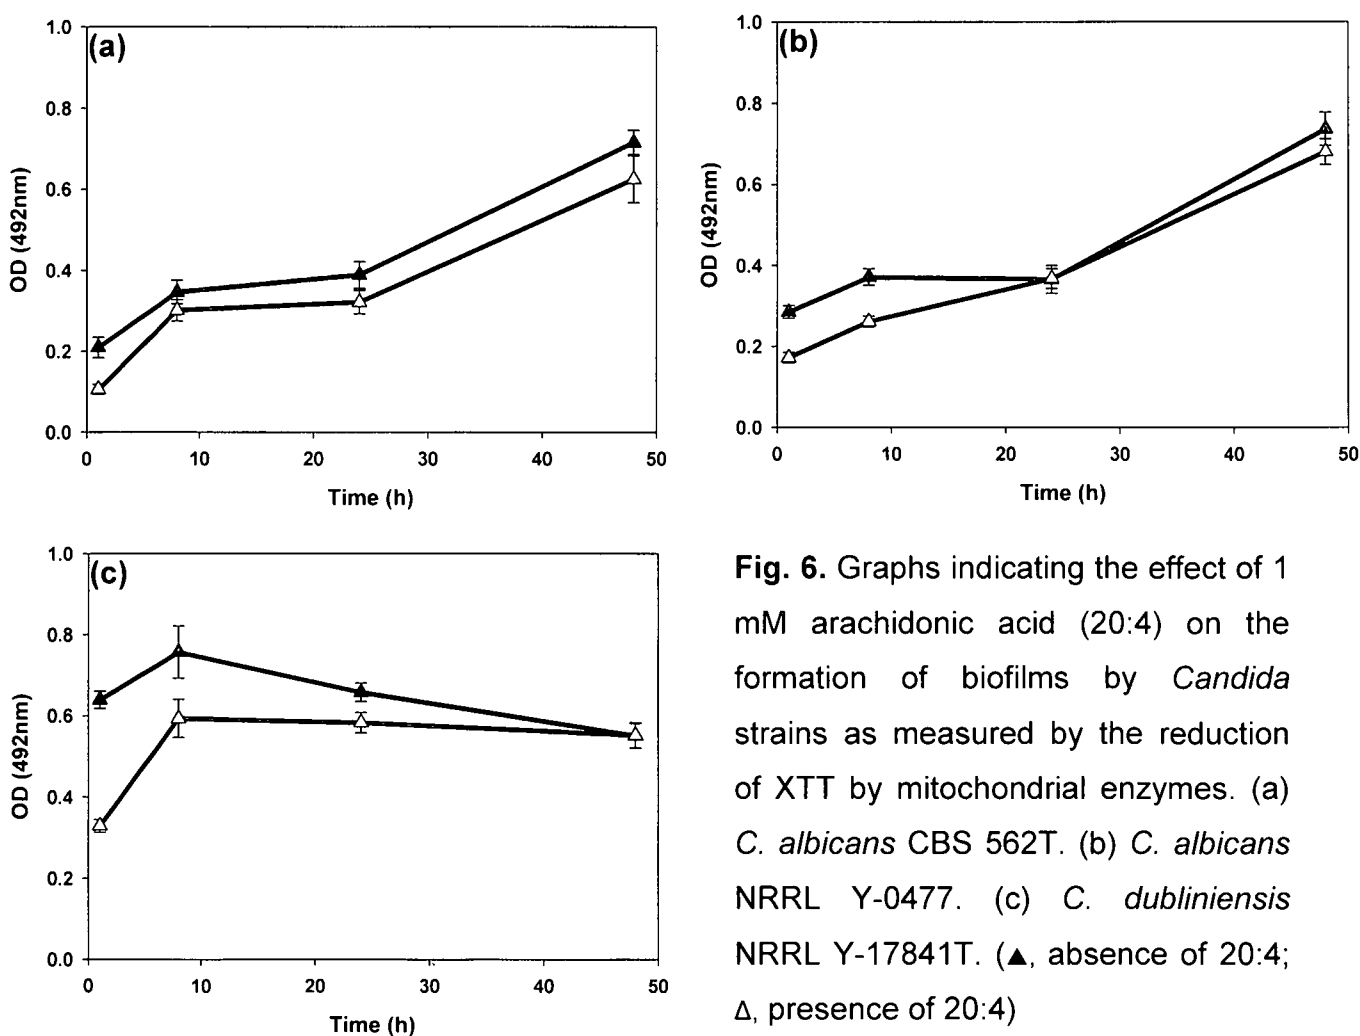 (a)
1.0
0.8
0.6
0.4
0.2
0.0
OD (492nm)
0 10 20 30 40 50
Time (h)
(b)
1.0
0.8
0.6
0.4
0.2
0.0
OD (492nm)
0 10 20 30 40 50
Time (h)
(c)
1.0
0.8
0.6
0.4
0.2
0.0
OD (492nm)
0 10 20 30 40 50
Time (h)
Fig. 6. Graphs indicating the effect of 1
mM arachidonic acid (20:4) on the
formation of biofilms by Candida
strains as measured by the reduction
of XTT by mitochondrial enzymes. (a)
C. albicans CBS 562T. (b) C. albicans
NRRL Y-0477. (c) C. dubliniensis
NRRL Y-17841T. (▲, absence of 20:4;
Δ, presence of 20:4)